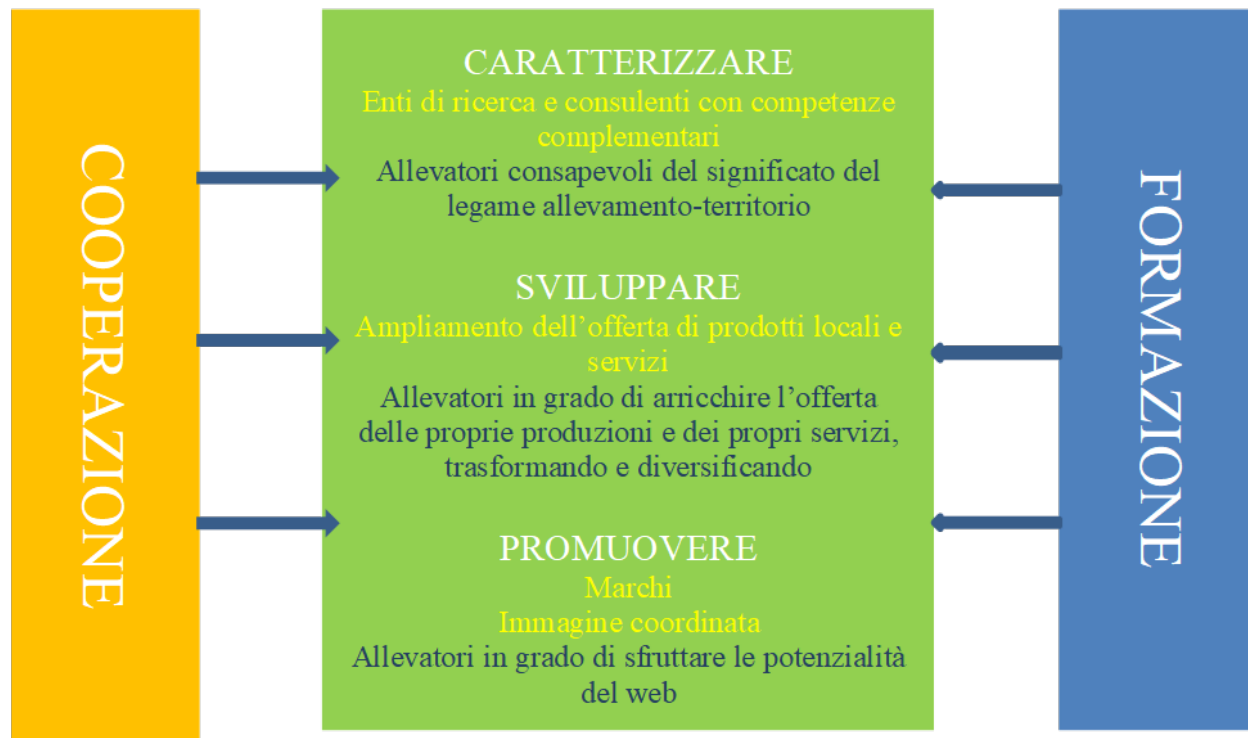 COOPERAZIONE
CARATTERIZZARE
Enti di ricerca e consulenti con competenze
complementari
Allevatori consapevoli del significato del
legame allevamento-territorio
SVILUPPARE
Ampliamento dell’offerta di prodotti locali e
servizi
Allevatori in grado di arricchire l’offerta
delle proprie produzioni e dei propri servizi,
trasformando e diversificando
PROMUOVERE
Marchi
Immagine coordinata
Allevatori in grado di sfruttare le potenzialità
del web
FORMAZIONE